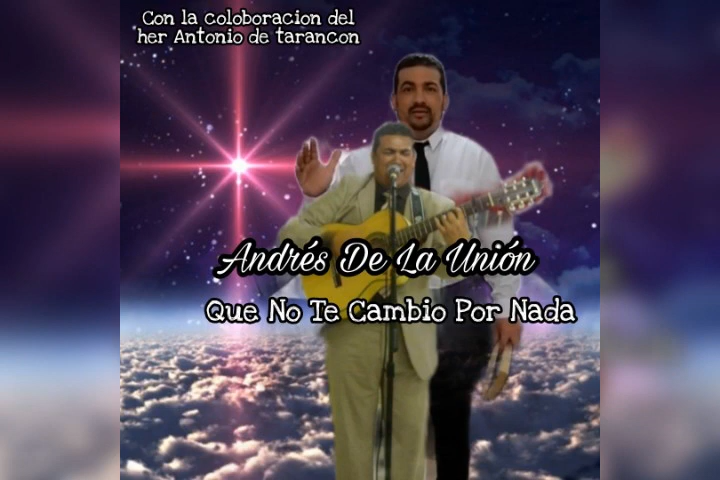 Con la coloboracion del
her Antonio de tarancon
Andrés De La Unión
Que No Te Cambio Por Nada